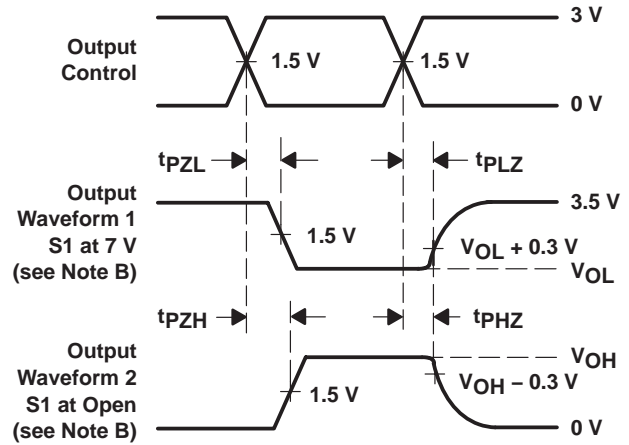 3 V
Output
Control
1.5 V
1.5 V
0 V
tPZL
tPLZ
Output
Waveform 1
S1 at 7 V
(see Note B)
3.5 V
1.5 V
VOL + 0.3 V
VOL
tPZH
tPHZ
Output
Waveform 2
S1 at Open
(see Note B)
VOH
1.5 V
VOH − 0.3 V
0 V